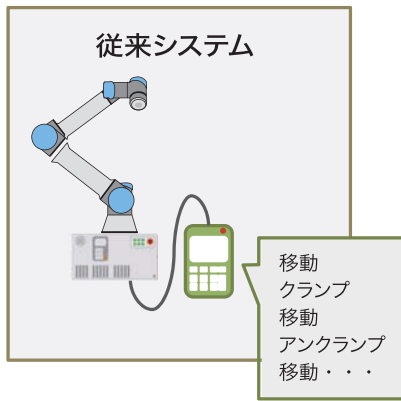 従来システム
移動
クランプ
移動
アンクランプ
移動・・・